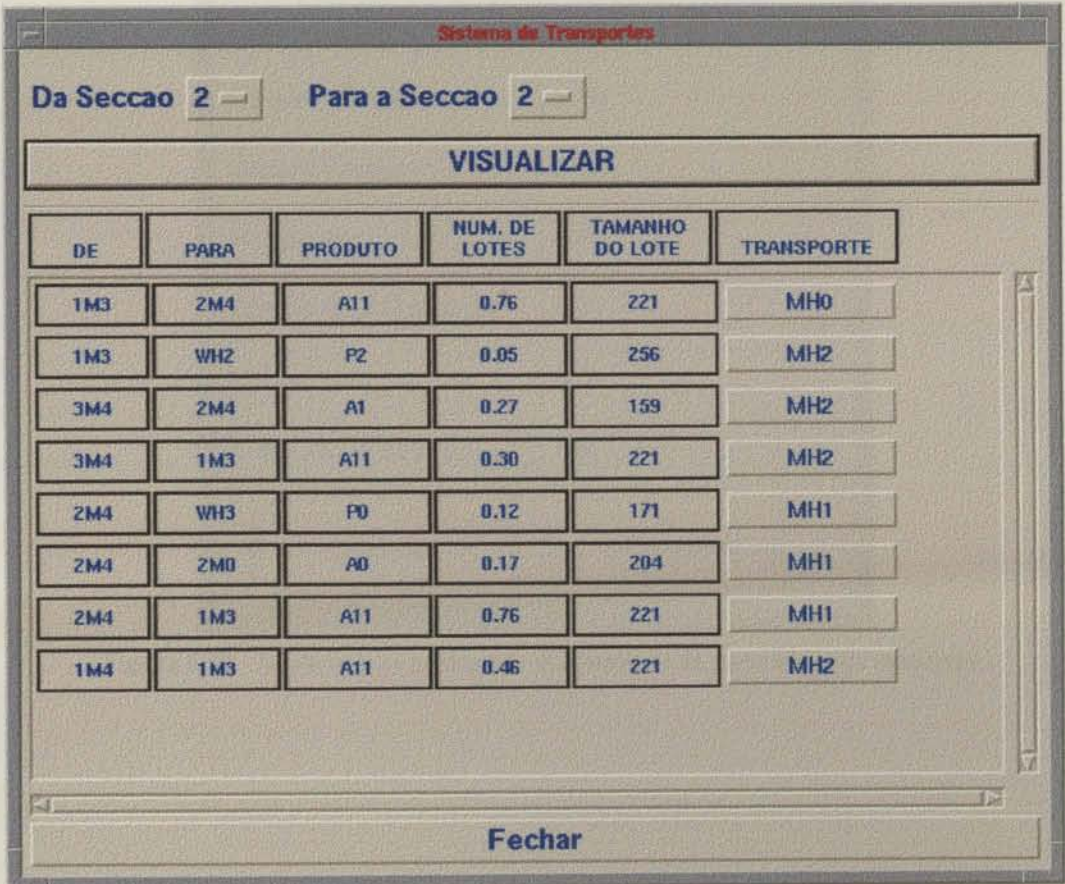 Sistema de Transportes
Da Seccao 2 Para a Seccao 2
VISUALIZAR
DE PARA PRODUTO NUM. DE LOTES TAMANHO DO LOTE TRANSPORTE
1M3 2M4 A11 0.76 221 MH0
1M3 WH2 P2 0.05 256 MH2
3M4 2M4 A1 0.27 159 MH2
3M4 1M3 A11 0.30 221 MH2
2M4 WH3 P0 0.12 171 MH1
2M4 2M0 A0 0.17 204 MH1
2M4 1M3 A11 0.76 221 MH1
1M4 1M3 A11 0.46 221 MH2
Fechar